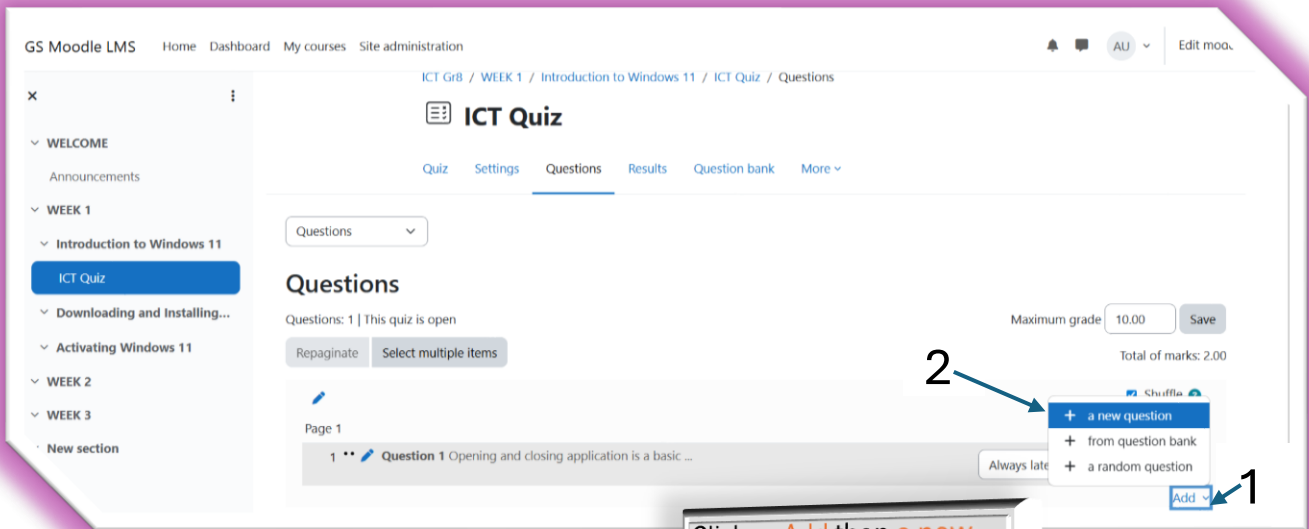 GS Moodle LMS Home Dashboard My courses Site administration AU Edit mod
ICT Gr8 / WEEK 1 / Introduction to Windows 11 / ICT Quiz / Questions
ICT Quiz
WELCOME
Announcements
WEEK 1
Introduction to Windows 11
ICT Quiz
Downloading and Installing...
Activating Windows 11
WEEK 2
WEEK 3
New section
Quiz Settings Questions Results Question bank More
Questions
Questions
Questions: 1 | This quiz is open
Maximum grade 10.00 Save
Repaginate Select multiple items
Total of marks: 2.00
2
Shuffle
Page 1
+ a new question
+ from question bank
+ a random question
1 Question 1 Opening and closing application is a basic ...
Always late
Add
1
Click on Add then a new